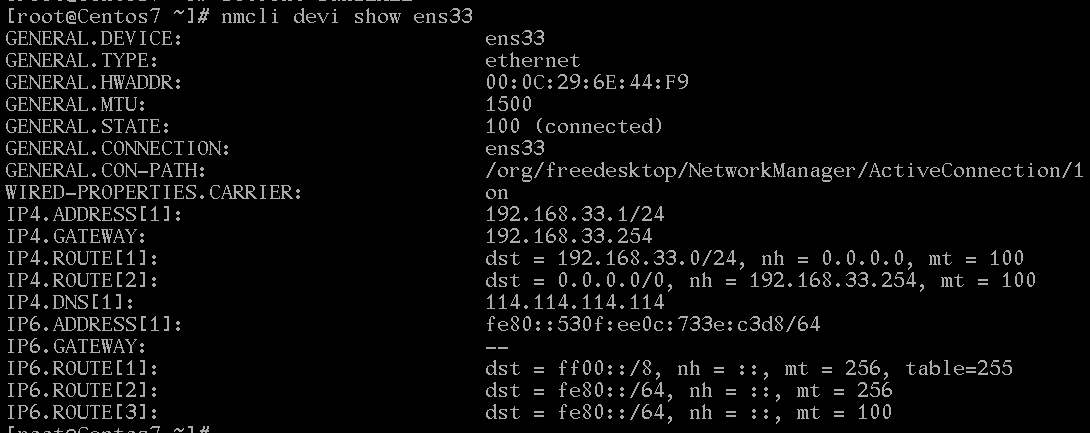 [root@Centos7 ~]# nmcli devi show ens33
GENERAL.DEVICE: ens33
GENERAL.TYPE: ethernet
GENERAL.HWADDR: 00:0C:29:6E:44:F9
GENERAL.MTU: 1500
GENERAL.STATE: 100 (connected)
GENERAL.CONNECTION: ens33
GENERAL.CON-PATH: /org/freedesktop/NetworkManager/ActiveConnection/1
WIRED-PROPERTIES.CARRIER: on
IP4.ADDRESS[1]: 192.168.33.1/24
IP4.GATEWAY: 192.168.33.254
IP4.ROUTE[1]: dst = 192.168.33.0/24, nh = 0.0.0.0, mt = 100
IP4.ROUTE[2]: dst = 0.0.0.0/0, nh = 192.168.33.254, mt = 100
IP4.DNS[1]: 114.114.114.114
IP6.ADDRESS[1]: fe80::530f:ee0c:733e:c3d8/64
IP6.GATEWAY: --
IP6.ROUTE[1]: dst = ff00::/8, nh = ::, mt = 256, table=255
IP6.ROUTE[2]: dst = fe80::/64, nh = ::, mt = 256
IP6.ROUTE[3]: dst = fe80::/64, nh = ::, mt = 100
[root@Centos7 ~]#